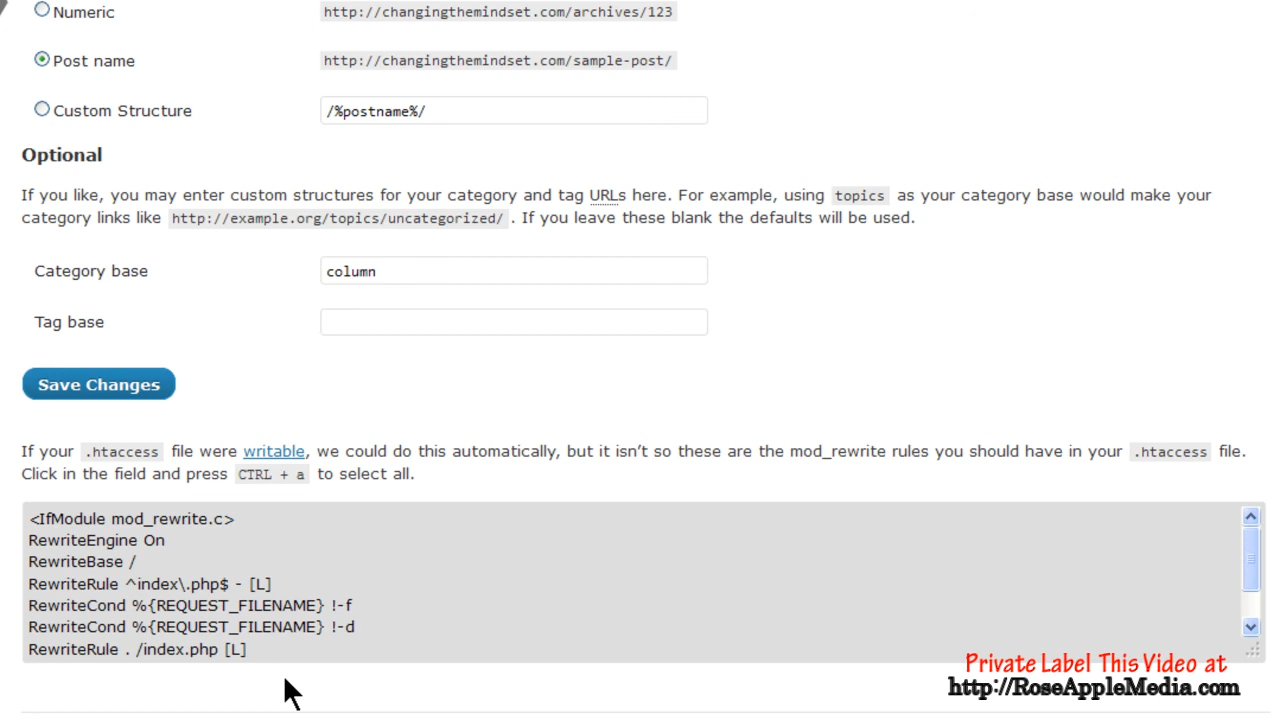 Numeric http://changingthemindset.com/archives/123
Post name http://changingthemindset.com/sample-post/
Custom Structure /%postname%/
Optional
If you like, you may enter custom structures for your category and tag URLs here. For example, using topics as your category base would make your
category links like http://example.org/topics/uncategorized/ . If you leave these blank the defaults will be used.
Category base column
Tag base
Save Changes
If your .htaccess file were writable, we could do this automatically, but it isn't so these are the mod_rewrite rules you should have in your .htaccess file.
Click in the field and press CTRL + a to select all.
<IfModule mod_rewrite.c>
RewriteEngine On
RewriteBase /
RewriteRule ^index\.php$ - [L]
RewriteCond %{REQUEST_FILENAME} !-f
RewriteCond %{REQUEST_FILENAME} !-d
RewriteRule . /index.php [L]
Private Label This Video at
http://RoseAppleMedia.com